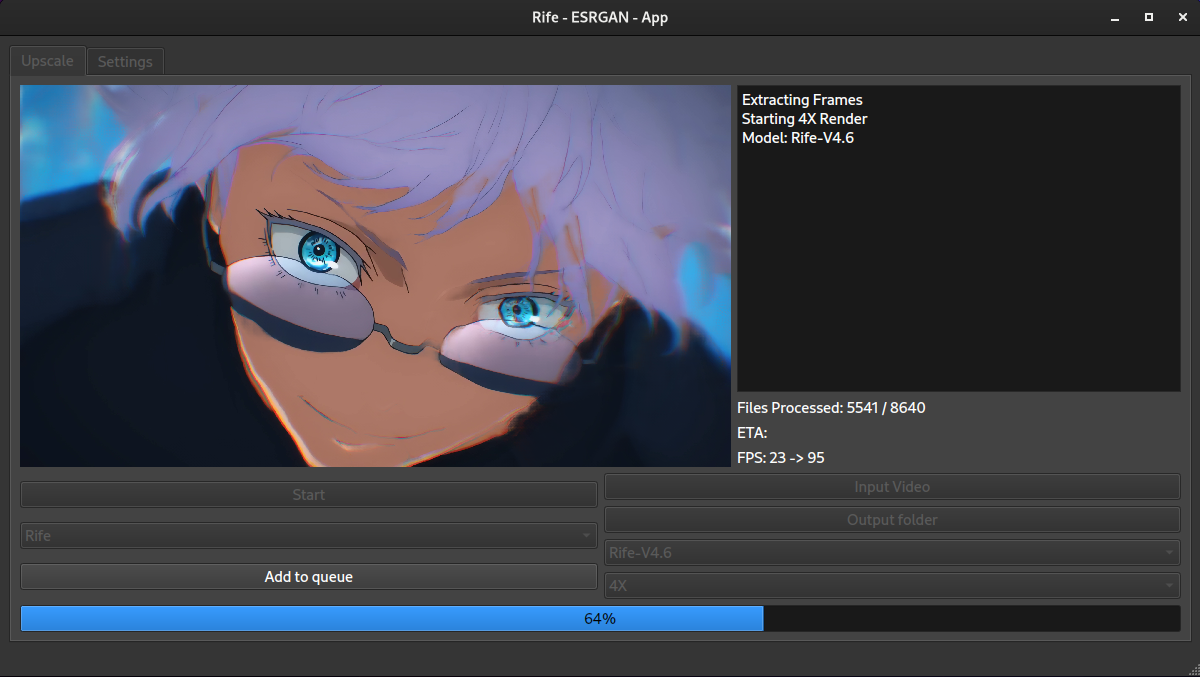 Rife - ESRGAN - App
Upscale
Settings
Extracting Frames
Starting 4X Render
Model: Rife-V4.6
Files Processed: 5541 / 8640
ETA:
FPS: 23 -> 95
Start
Input Video
Output folder
Rife
Rife-V4.6
Add to queue
4X
64%